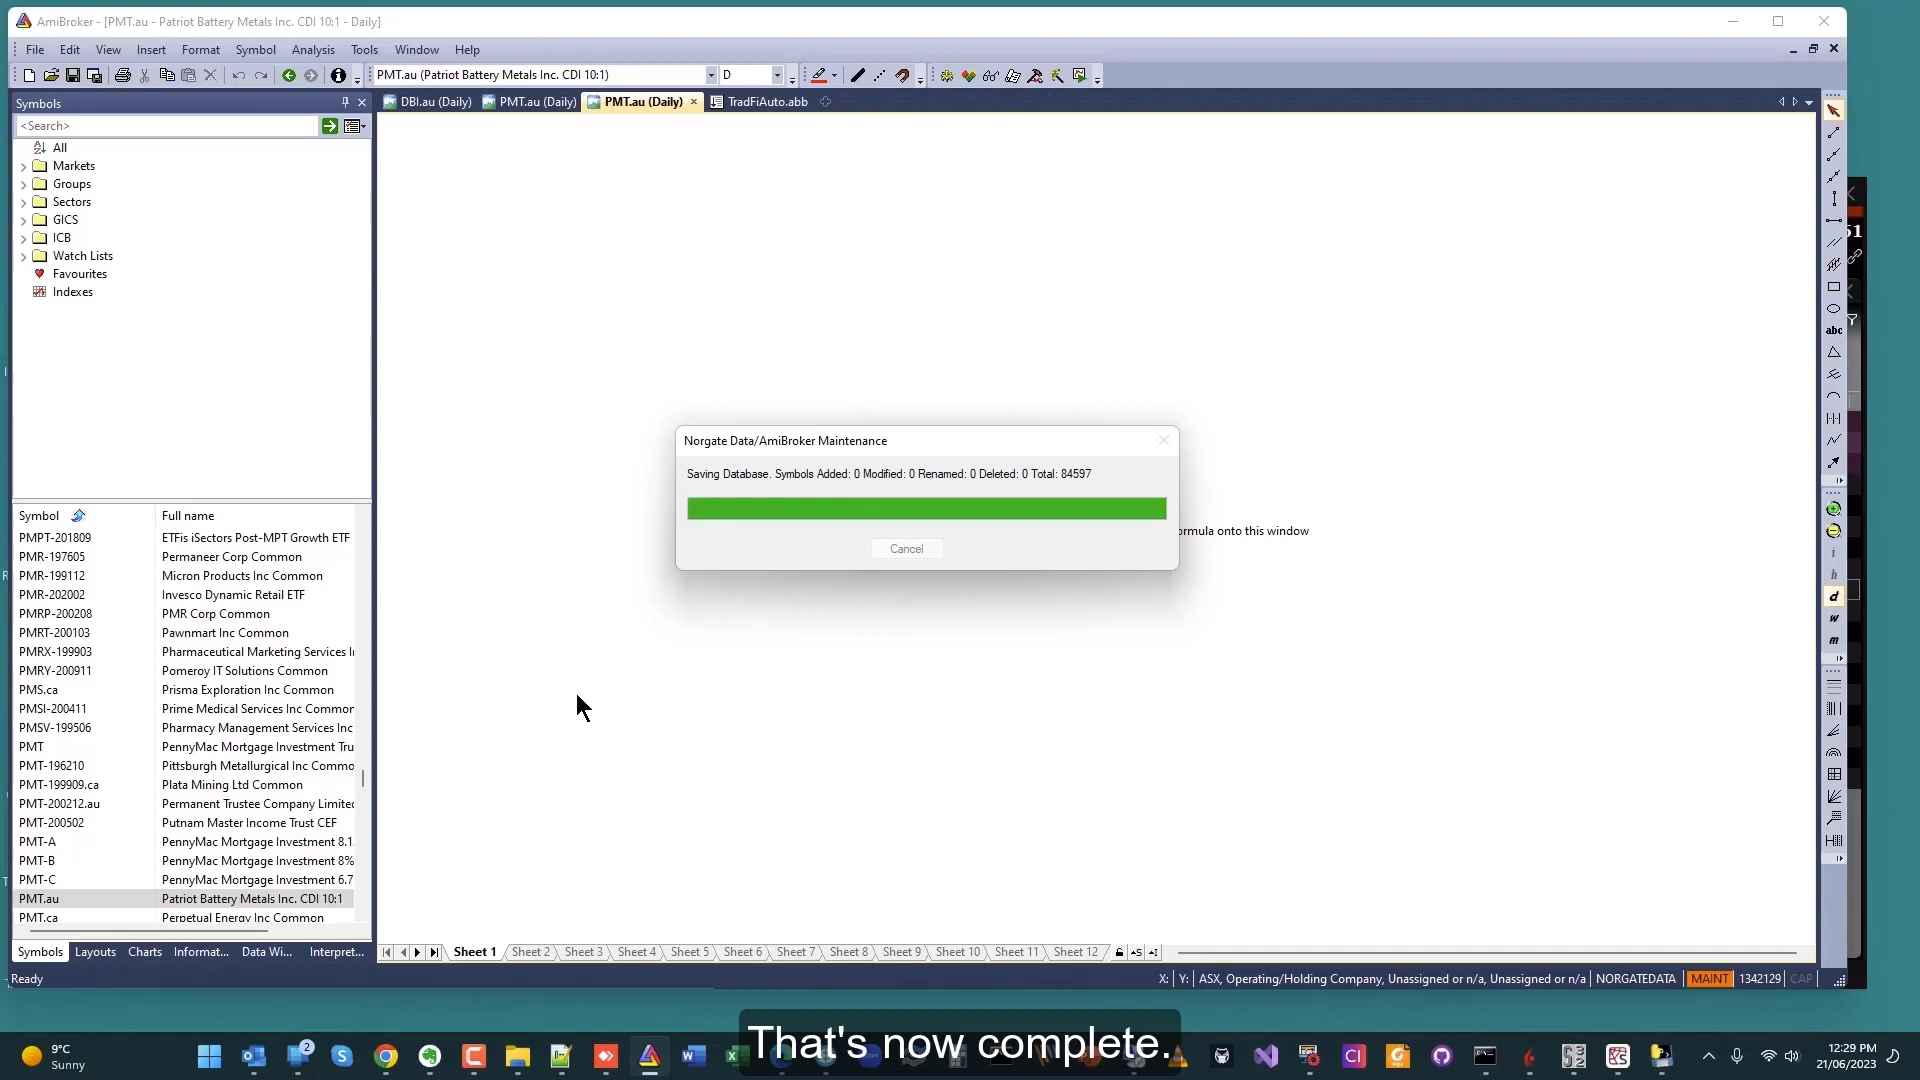 AmiBroker - [PMT.au - Patriot Battery Metals Inc. CDI 10:1 - Daily]
File Edit View Insert Format Symbol Analysis Tools Window Help
PMT.au (Patriot Battery Metals Inc. CDI 10:1) D
Symbols
DBI.au (Daily) PMT.au (Daily) PMT.au (Daily) TradFiAuto.abb
<Search>
All
Markets
Groups
Sectors
GICS
ICB
Watch Lists
Favourites
Indexes
51
abc
Norgate Data/AmiBroker Maintenance
Saving Database. Symbols Added: 0 Modified: 0 Renamed: 0 Deleted: 0 Total: 84597
Cancel
ormula onto this window
i
h
d
w
m
Symbol Full name
PMPT-201809 ETFis iSectors Post-MPT Growth ETF
PMR-197605 Permaneer Corp Common
PMR-199112 Micron Products Inc Common
PMR-202002 Invesco Dynamic Retail ETF
PMRP-200208 PMR Corp Common
PMRT-200103 Pawnmart Inc Common
PMRX-199903 Pharmaceutical Marketing Services I
PMRY-200911 Pomeroy IT Solutions Common
PMS.ca Prisma Exploration Inc Common
PMSI-200411 Prime Medical Services Inc Common
PMSV-199506 Pharmacy Management Services Inc
PMT PennyMac Mortgage Investment Tru
PMT-196210 Pittsburgh Metallurgical Inc Commo
PMT-199909.ca Plata Mining Ltd Common
PMT-200212.au Permanent Trustee Company Limited
PMT-200502 Putnam Master Income Trust CEF
PMT-A PennyMac Mortgage Investment 8.1
PMT-B PennyMac Mortgage Investment 8%
PMT-C PennyMac Mortgage Investment 6.7
PMT.au Patriot Battery Metals Inc. CDI 10:1
PMT.ca Perpetual Energy Inc Common
Symbols Layouts Charts Informat... Data Wi... Interpret...
Sheet 1 Sheet 2 Sheet 3 Sheet 4 Sheet 5 Sheet 6 Sheet 7 Sheet 8 Sheet 9 Sheet 10 Sheet 11 Sheet 12
Ready X: Y: ASX, Operating/Holding Company, Unassigned or n/a, Unassigned or n/a NORGATEDATA MAINT 1342129 CAP
That's now complete.
9°C
Sunny
2
12:29 PM
21/06/2023